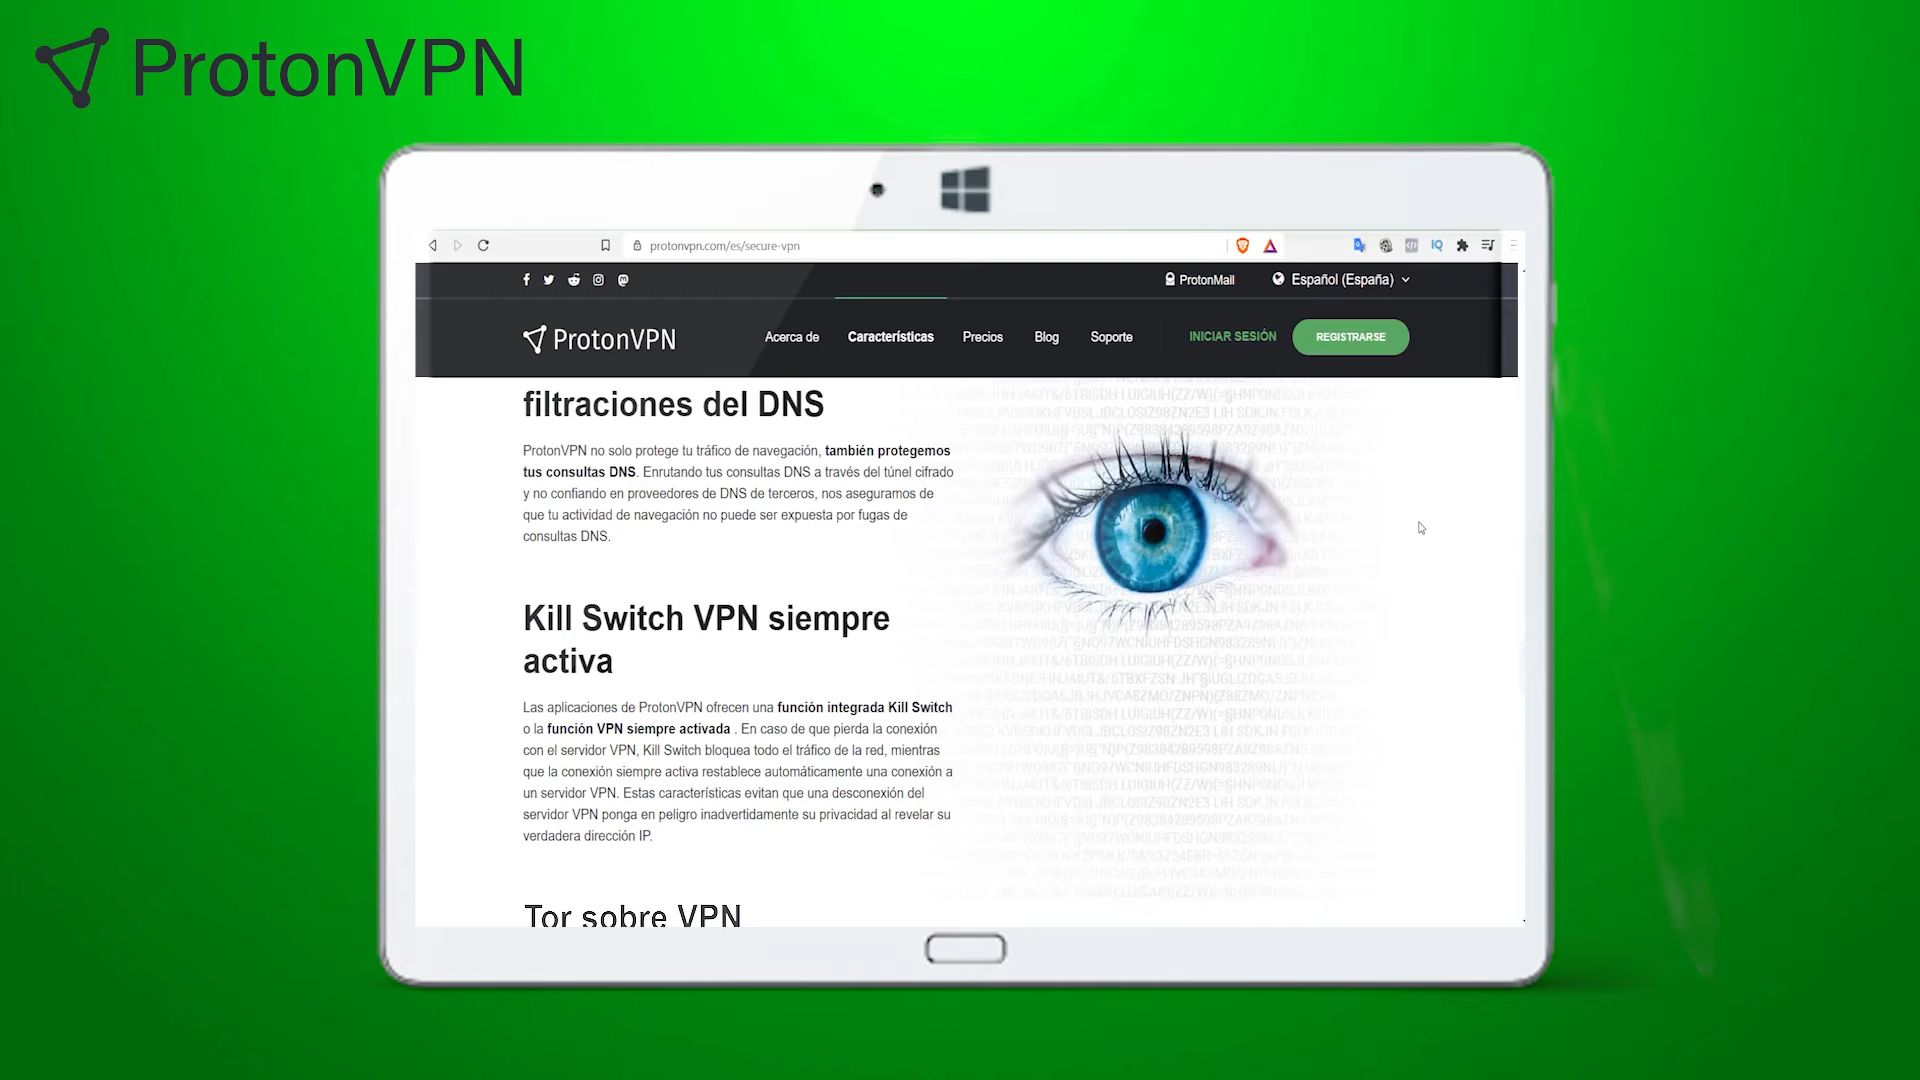 ProtonVPN
protonvpn.com/es/secure-vpn
IQ
ProtonMail
Español (España)
ProtonVPN
Acerca de
Características
Precios
Blog
Soporte
INICIAR SESIÓN
REGISTRARSE
filtraciones del DNS
ProtonVPN no solo protege tu tráfico de navegación, también protegemos
tus consultas DNS. Enrutando tus consultas DNS a través del túnel cifrado
y no confiando en proveedores de DNS de terceros, nos aseguramos de
que tu actividad de navegación no puede ser expuesta por fugas de
consultas DNS.
Kill Switch VPN siempre
activa
Las aplicaciones de ProtonVPN ofrecen una función integrada Kill Switch
o la función VPN siempre activada . En caso de que pierda la conexión
con el servidor VPN, Kill Switch bloquea todo el tráfico de la red, mientras
que la conexión siempre activa restablece automáticamente una conexión a
un servidor VPN. Estas características evitan que una desconexión del
servidor VPN ponga en peligro inadvertidamente su privacidad al revelar su
verdadera dirección IP.
Tor sobre VPN